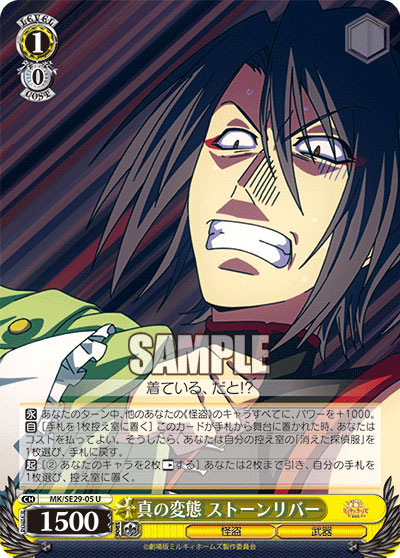 LEVEL
1
0
COST
SAMPLE
着ている、だと!?
永 あなたのターン中、他のあなたの《怪盗》のキャラすべてに、パワーを+1000。
自 [手札を1枚控え室に置く] このカードが手札から舞台に置かれた時、あなたは
コストを払ってよい。そうしたら、あなたは自分の控え室の「消えた探偵服」を
1枚選び、手札に戻す。
起 [② あなたのキャラを2枚する] あなたは2枚まで引き、自分の手札
を1枚選び、控え室に置く。
CH MK/SE29-05 U
真の変態 ストーンリバー
1500
怪盗
武器
©劇場版ミルキィホームズ製作委員会